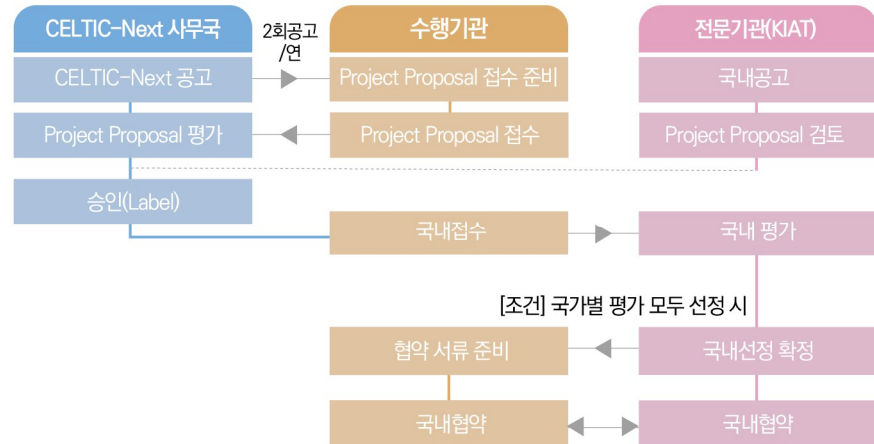 CELTIC-Next 사무국
2회공고
/연
수행기관
전문기관(KIAT)
CELTIC-Next 공고
Project Proposal 접수 준비
국내공고
Project Proposal 평가
Project Proposal 접수
Project Proposal 검토
승인(Label)
국내접수
국내 평가
[조건] 국가별 평가 모두 선정 시
협약 서류 준비
국내선정 확정
국내협약
국내협약